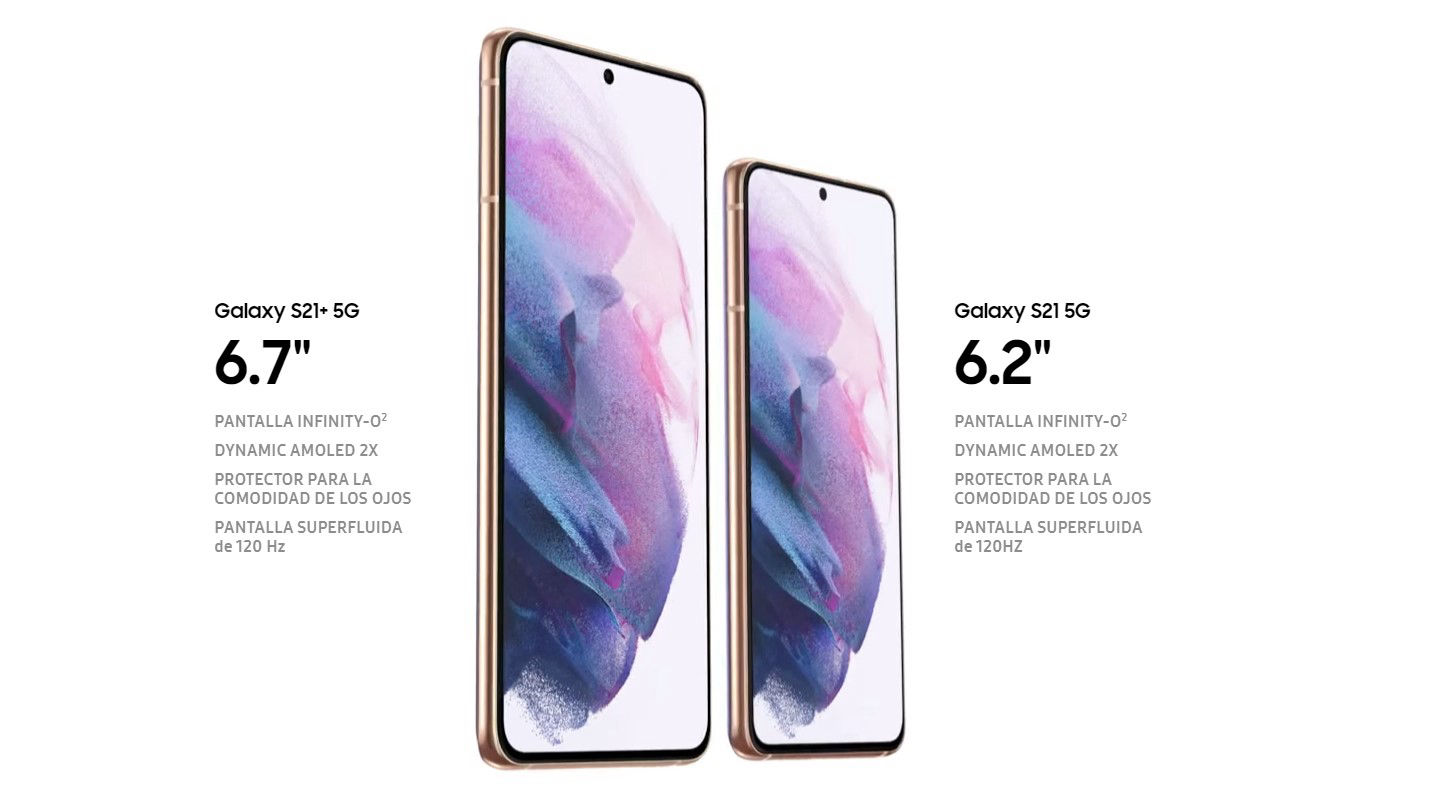 Galaxy S21+ 5G
6.7"
PANTALLA INFINITY-O²
DYNAMIC AMOLED 2X
PROTECTOR PARA LA
COMODIDAD DE LOS OJOS
PANTALLA SUPERFLUIDA
de 120 Hz
Galaxy S21 5G
6.2"
PANTALLA INFINITY-O²
DYNAMIC AMOLED 2X
PROTECTOR PARA LA
COMODIDAD DE LOS OJOS
PANTALLA SUPERFLUIDA
de 120HZ